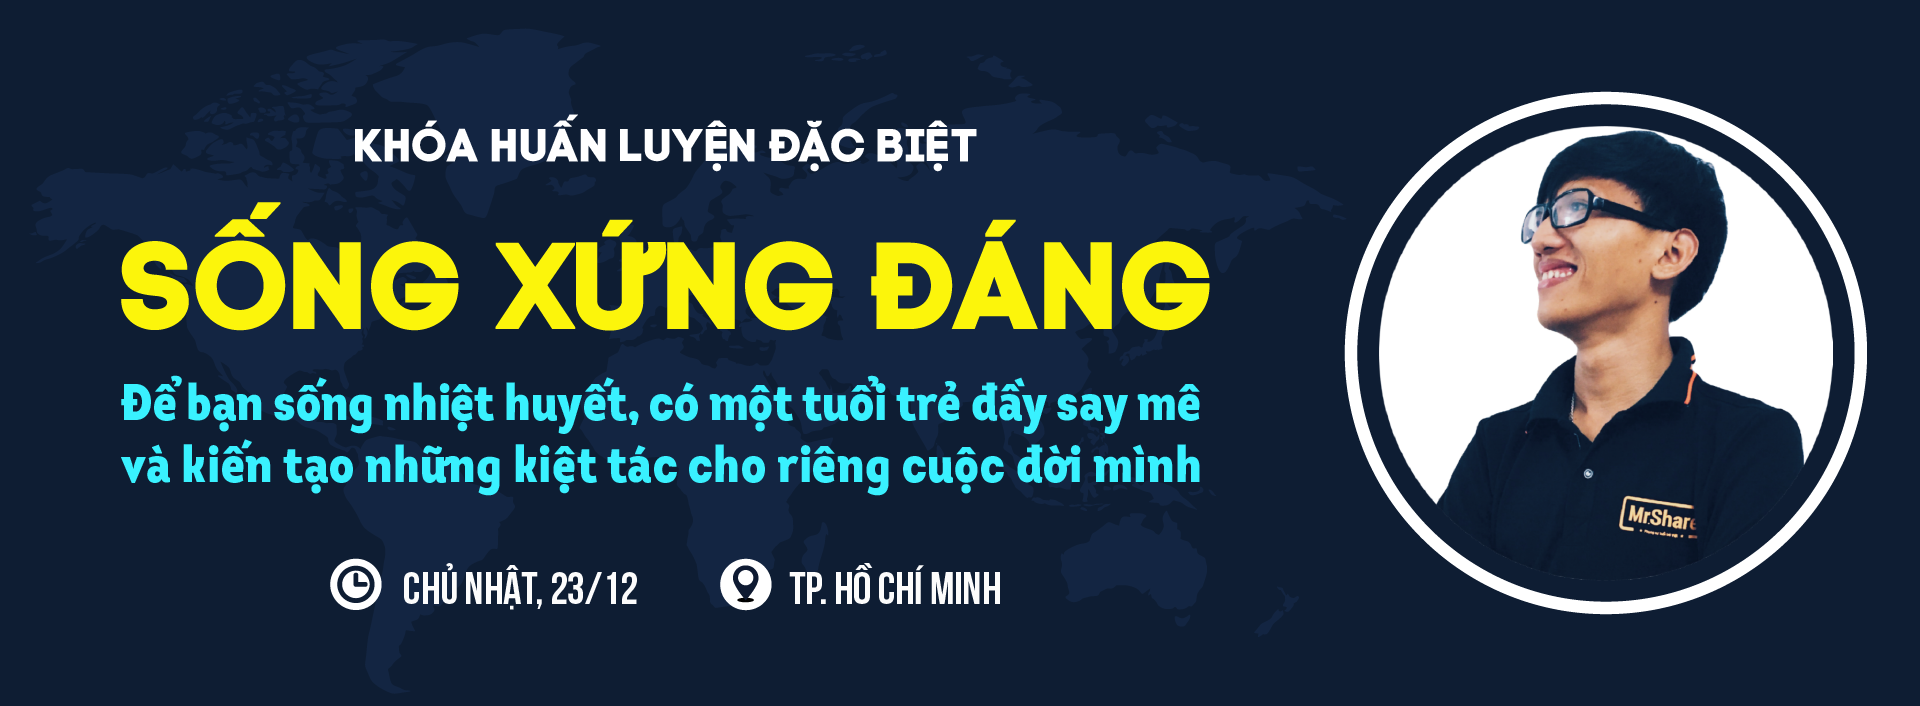 KHÓA HUẤN LUYỆN ĐẶC BIỆT
SỐNG XỨNG ĐÁNG
Để bạn sống nhiệt huyết, có một tuổi trẻ đầy say mê
và kiến tạo những kiệt tác cho riêng cuộc đời mình
CHỦ NHẬT, 23/12
TP. HỒ CHÍ MINH
Mr.Share